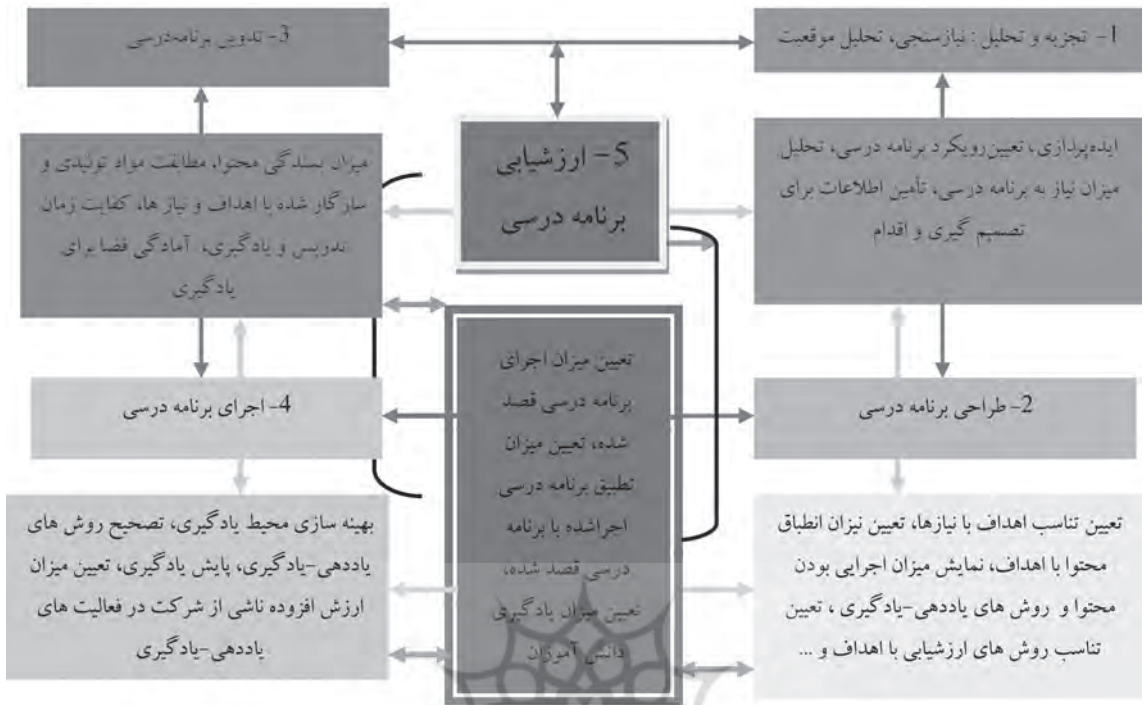 1- تجزیه و تحلیل : نیازسنجی، تحلیل موقعیت
ایده‌پردازی، تعیین رویکرد برنامه درسی، تحلیل
میزان نیاز به برنامه درسی، تأمین اطلاعات برای
تصمیم گیری و اقدام
2- طراحی برنامه درسی
تعیین تناسب اهداف با نیازها، تعیین نیزان انطباق
محتوا با اهداف، نمایش میزان اجرایی بودن
محتوا و روش های یاددهی-یادگیری ، تعیین
تناسب روش های ارزشیابی با اهداف و ...
3- تدوین برنامه‌درسی
میزان بسندگی محتوا، مطابقت مواد تولیدی و
سازگار شده با اهداف و نیاز ها، کفایت زمان
تدریس و یادگیری، آمادگی فضا برای
یادگیری
4- اجرای برنامه درسی
بهینه سازی محیط یادگیری، تصحیح روش های
یاددهی-یادگیری، پایش یادگیری، تعیین میزان
ارزش افزوده ناشی از شرکت در فعالیت های
یاددهی-یادگیری
5- ارزشیابی
برنامه درسی
تعیین میزان اجرای
برنامه درسی قصد
شده، تعیین میزان
تطبیق برنامه درسی
اجراشده با برنامه
درسی قصد شده،
تعیین میزان یادگیری
دانش آموزان